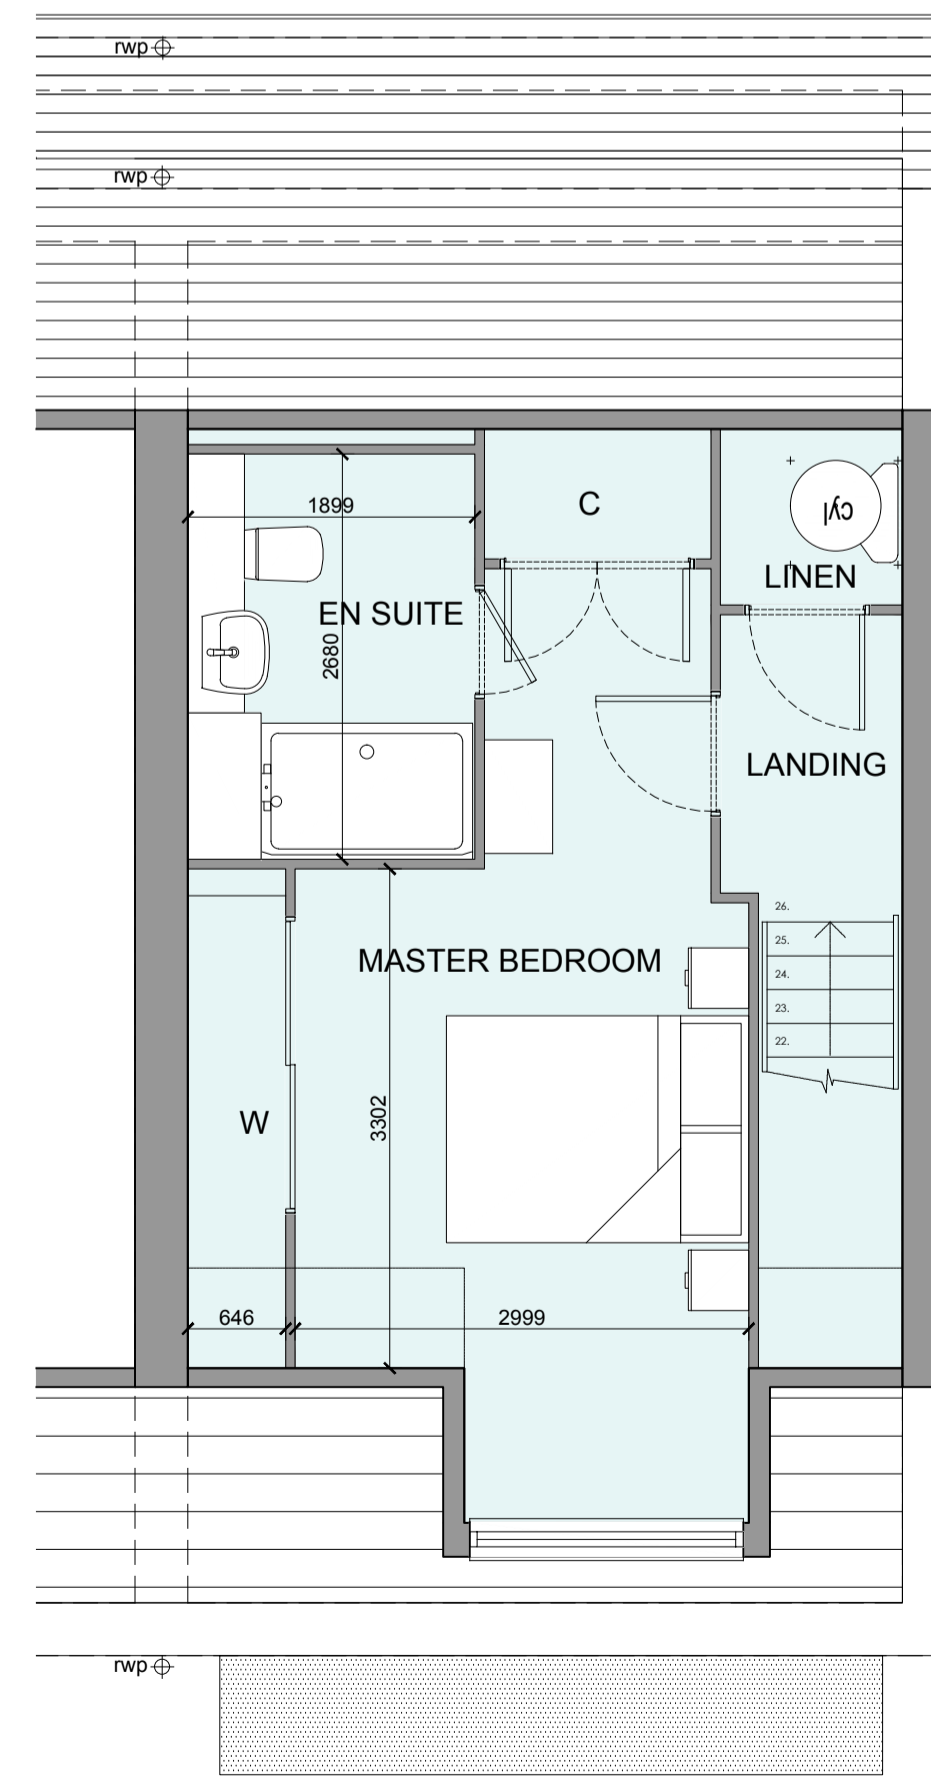 rwp
rwp
C
cyl
1899
LINEN
EN SUITE
2680
LANDING
26.
25.
24.
23.
22.
MASTER BEDROOM
W
3302
646
2999
rwp